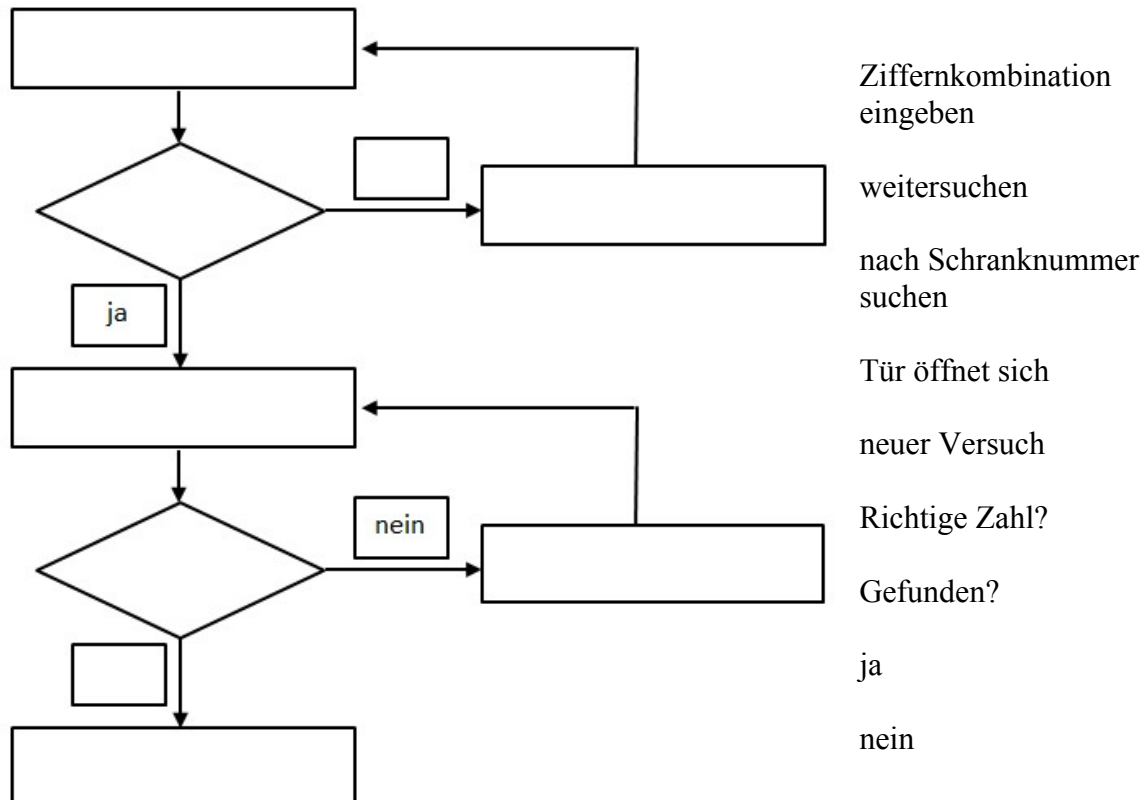 Ziffernkombination
eingeben
weitersuchen
nach Schranknummer
suchen
ja
Tür öffnet sich
neuer Versuch
nein
Richtige Zahl?
Gefunden?
ja
nein